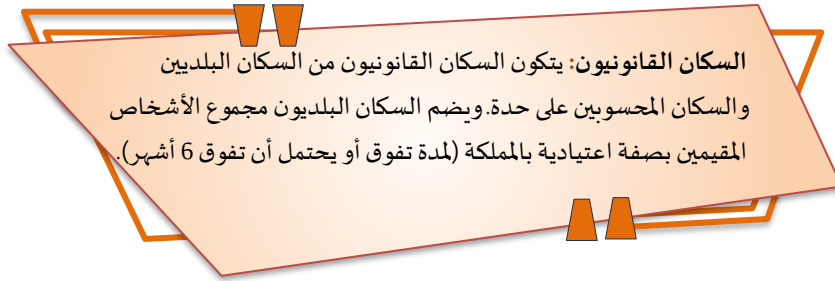 السكان القانونيون: يتكون السكان القانونيون من السكان البلديين
والسكان المحسوبين على حدة. ويضم السكان البلديون مجموع الأشخاص
المقيمين بصفة اعتيادية بالمملكة (لمدة تفوق أو يحتمل أن تفوق 6 أشهر).